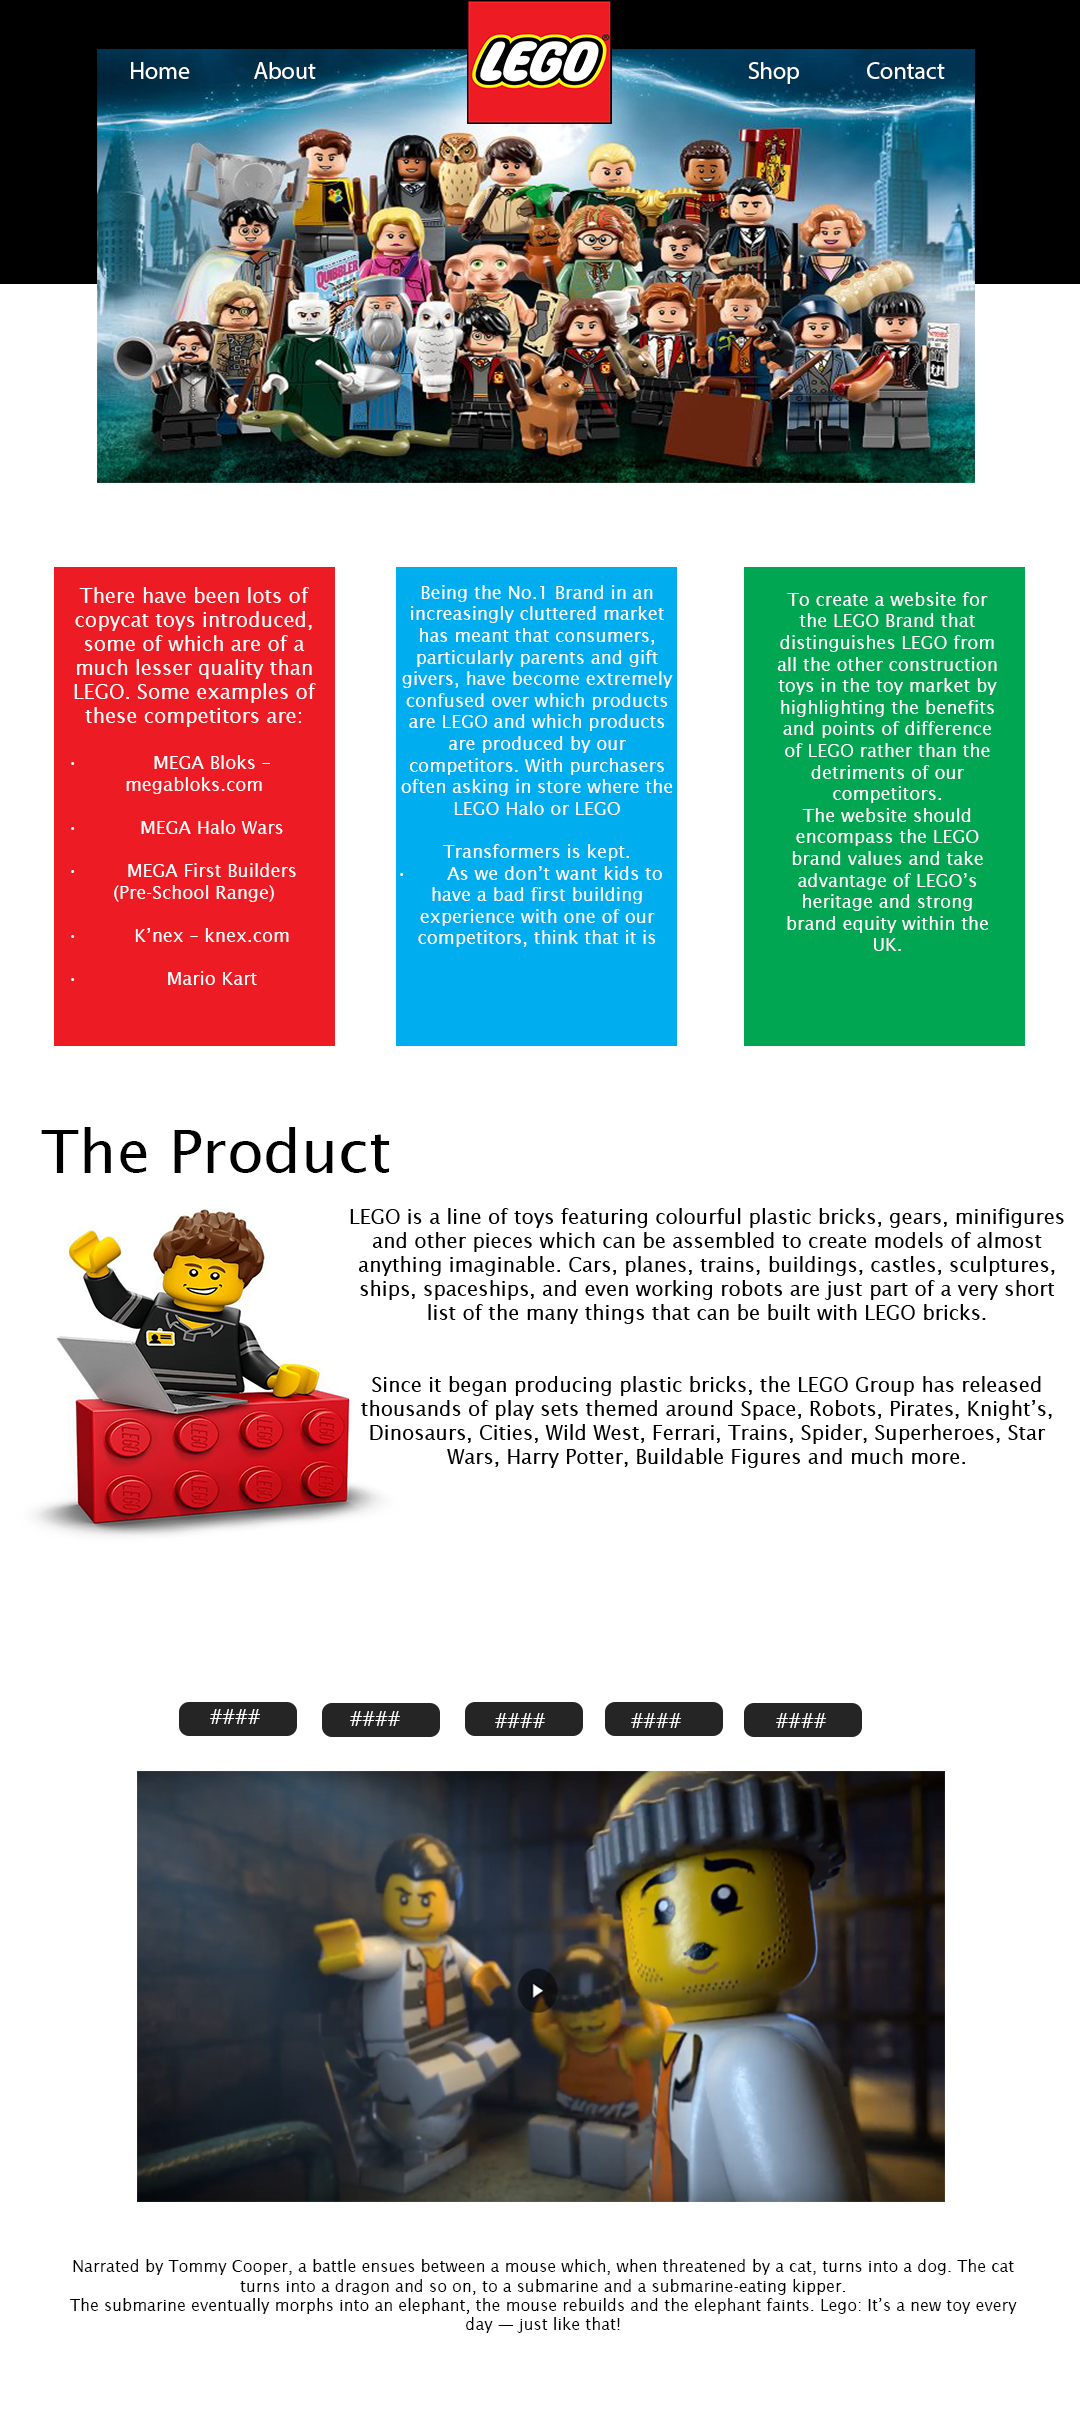 Home
About
LEGO
®
Shop
Contact
QUIBBLER
There have been lots of
copycat toys introduced,
some of which are of a
much lesser quality than
LEGO. Some examples of
these competitors are:
· MEGA Bloks –
megabloks.com
· MEGA Halo Wars
· MEGA First Builders
(Pre-School Range)
· K’nex – knex.com
· Mario Kart
Being the No.1 Brand in an
increasingly cluttered market
has meant that consumers,
particularly parents and gift
givers, have become extremely
confused over which products
are LEGO and which products
are produced by our
competitors. With purchasers
often asking in store where the
LEGO Halo or LEGO
Transformers is kept.
· As we don’t want kids to
have a bad first building
experience with one of our
competitors, think that it is
To create a website for
the LEGO Brand that
distinguishes LEGO from
all the other construction
toys in the toy market by
highlighting the benefits
and points of difference
of LEGO rather than the
detriments of our
competitors.
The website should
encompass the LEGO
brand values and take
advantage of LEGO’s
heritage and strong
brand equity within the
UK.
The Product
LEGO is a line of toys featuring colourful plastic bricks, gears, minifigures
and other pieces which can be assembled to create models of almost
anything imaginable. Cars, planes, trains, buildings, castles, sculptures,
ships, spaceships, and even working robots are just part of a very short
list of the many things that can be built with LEGO bricks.
Since it began producing plastic bricks, the LEGO Group has released
thousands of play sets themed around Space, Robots, Pirates, Knight’s,
Dinosaurs, Cities, Wild West, Ferrari, Trains, Spider, Superheroes, Star
Wars, Harry Potter, Buildable Figures and much more.
LEGO LEGO LEGO LEGO
LEGO LEGO LEGO LEGO
#### #### #### #### ####
Narrated by Tommy Cooper, a battle ensues between a mouse which, when threatened by a cat, turns into a dog. The cat
turns into a dragon and so on, to a submarine and a submarine-eating kipper.
The submarine eventually morphs into an elephant, the mouse rebuilds and the elephant faints. Lego: It’s a new toy every
day — just like that!